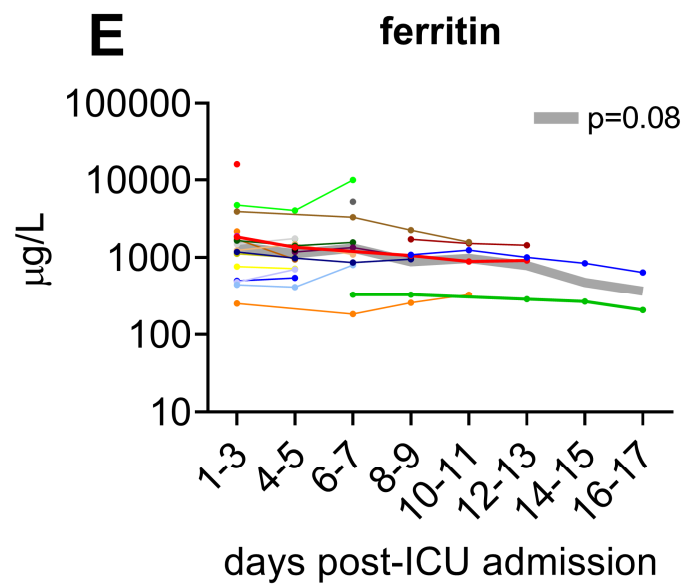 E
ferritin
p=0.08
µg/L
100000
10000
1000
100
10
1-3
4-5
6-7
8-9
10-11
12-13
14-15
16-17
days post-ICU admission